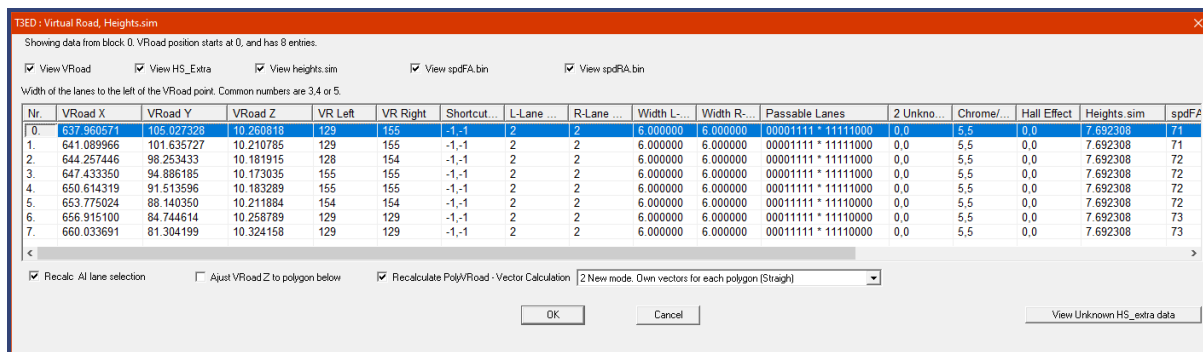 T3ED : Virtual Road, Heights.sim
Showing data from block 0. VRoad position starts at 0, and has 8 entries.
View VRoad View HS_Extra View heights.sim View spdFA.bin View spdRA.bin
Width of the lanes to the left of the VRoad point. Common numbers are 3,4 or 5.
Nr. VRoad X VRoad Y VRoad Z VR Left VR Right Shortcut... L-Lane ... R-Lane ... Width L-... Width R-... Passable Lanes 2 Unkno... Chrome/... Hall Effect Heights.sim spdFA
0. 637.960571 105.027328 10.260818 129 155 -1,-1 2 2 6.000000 6.000000 00001111 * 11111000 0,0 5,5 0,0 7.692308 71
1. 641.089966 101.635727 10.210785 129 155 -1,-1 2 2 6.000000 6.000000 00001111 * 11111000 0,0 5,5 0,0 7.692308 71
2. 644.257446 98.253433 10.181915 128 154 -1,-1 2 2 6.000000 6.000000 00001111 * 11111000 0,0 5,5 0,0 7.692308 72
3. 647.433350 94.886185 10.173035 155 155 -1,-1 2 2 6.000000 6.000000 00001111 * 11111000 0,0 5,5 0,0 7.692308 72
4. 650.614319 91.513596 10.183289 155 155 -1,-1 2 2 6.000000 6.000000 00011111 * 11110000 0,0 5,5 0,0 7.692308 72
5. 653.775024 88.140350 10.211884 154 154 -1,-1 2 2 6.000000 6.000000 00011111 * 11110000 0,0 5,5 0,0 7.692308 72
6. 656.915100 84.744614 10.258789 129 129 -1,-1 2 2 6.000000 6.000000 00011111 * 11110000 0,0 5,5 0,0 7.692308 73
7. 660.033691 81.304199 10.324158 129 129 -1,-1 2 2 6.000000 6.000000 00011111 * 11110000 0,0 5,5 0,0 7.692308 73
Recalc AI lane selection Ajust VRoad Z to polygon below Recalculate PolyVRoad - Vector Calculation 2 New mode. Own vectors for each polygon (Straigh)
OK Cancel View Unknown HS_extra data